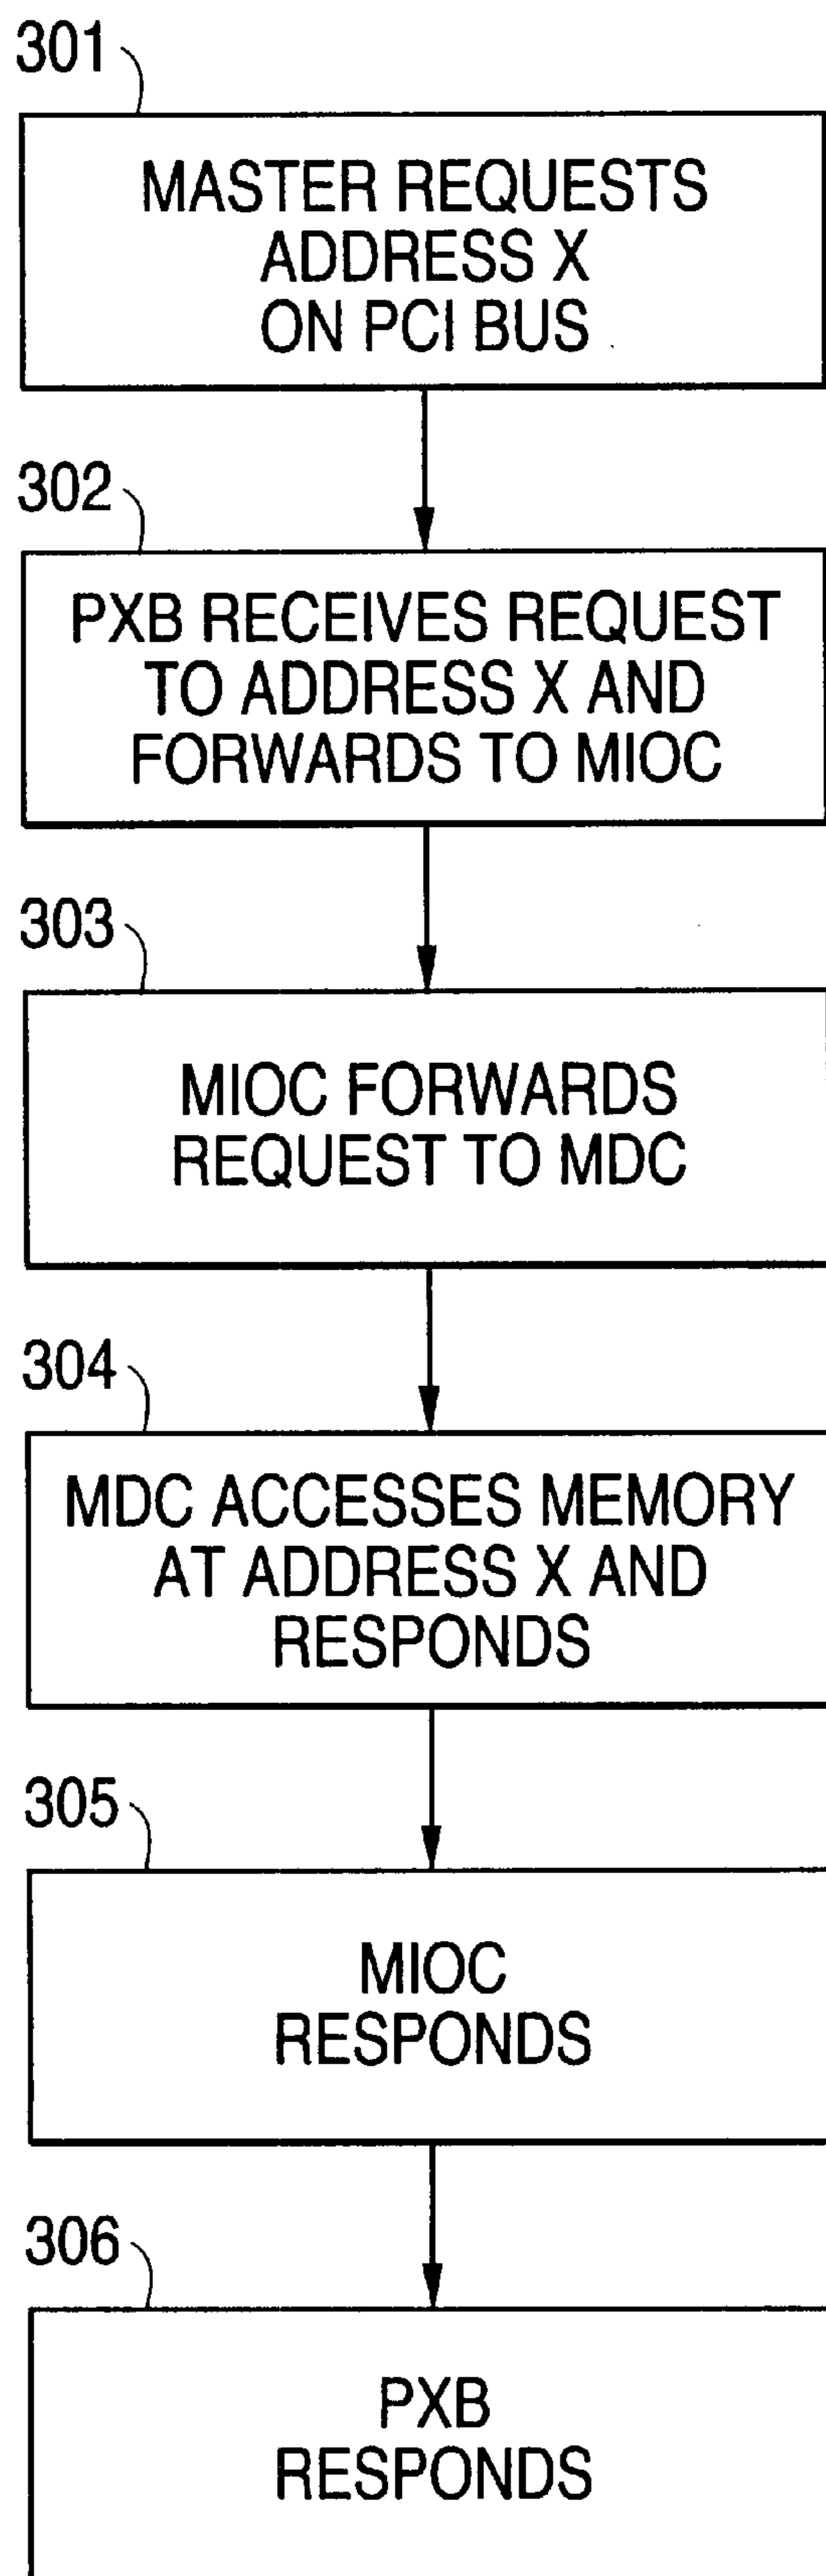 301
MASTER REQUESTS
ADDRESS X
ON PCI BUS
302
PXB RECEIVES REQUEST
TO ADDRESS X AND
FORWARDS TO MIOC
303
MIOC FORWARDS
REQUEST TO MDC
304
MDC ACCESSES MEMORY
AT ADDRESS X AND
RESPONDS
305
MIOC
RESPONDS
306
PXB
RESPONDS